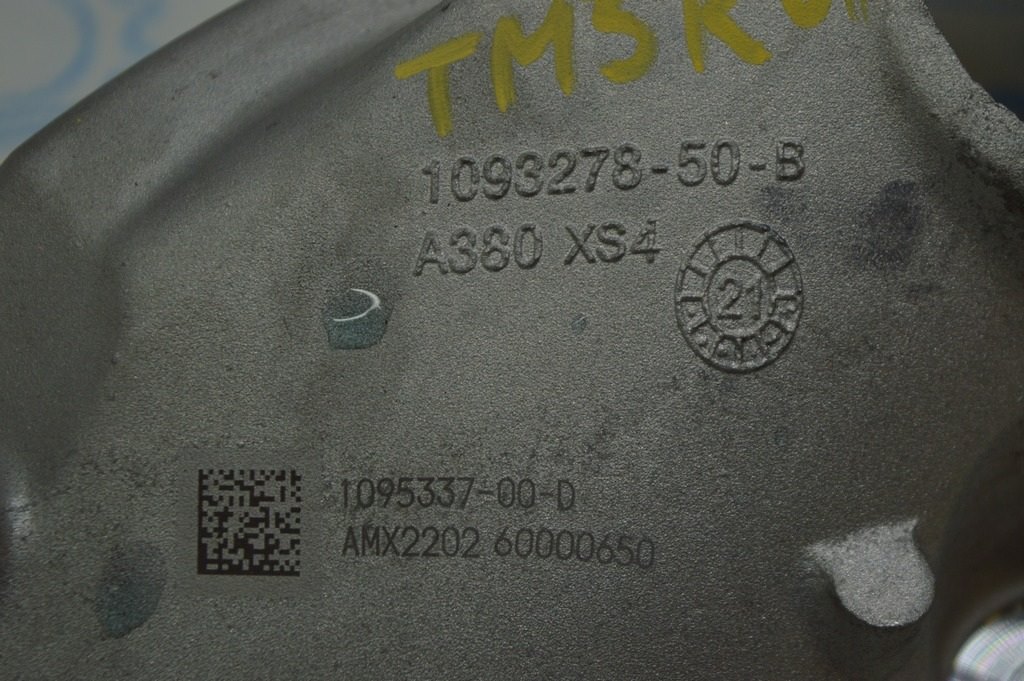 TM3R
1093278-50-B
A380 XS4
21
1095337-00-D
AMX2202 60000650